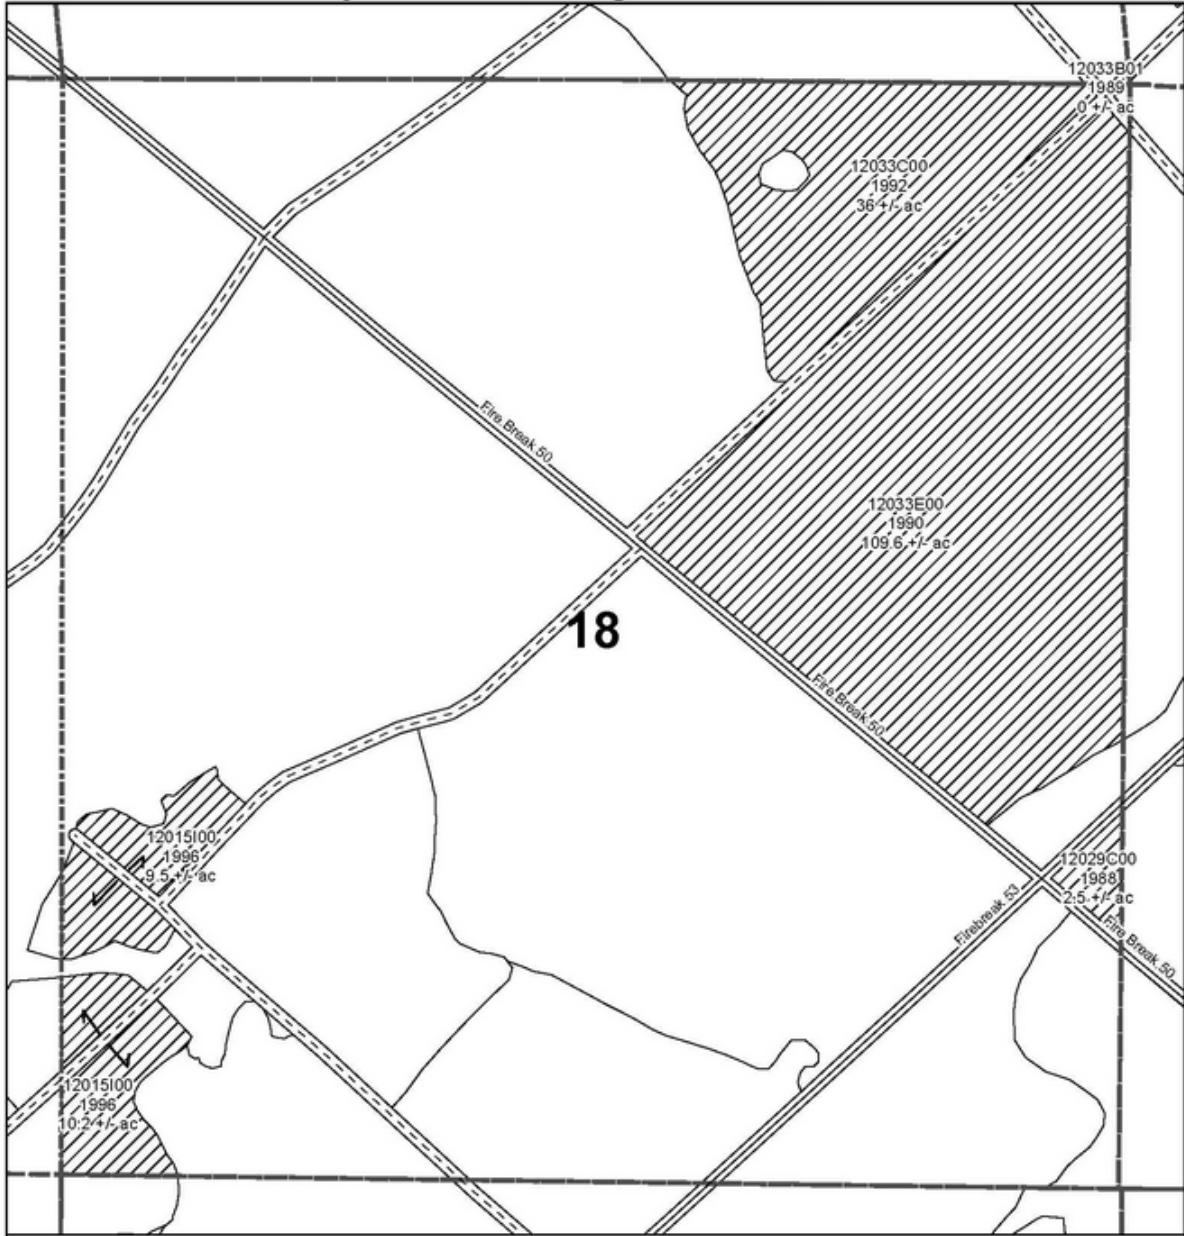 12033B01
1989
0 +/- ac
12033C00
1992
36 +/- ac
Fire Break 50
12033E00
1990
109.6 +/- ac
18
Fire Break 50
12015I00
1996
9.5 +/- ac
12029C00
1988
2.5 +/- ac
Firebreak 53
Fire Break 50
12015I00
1996
10.2 +/- ac